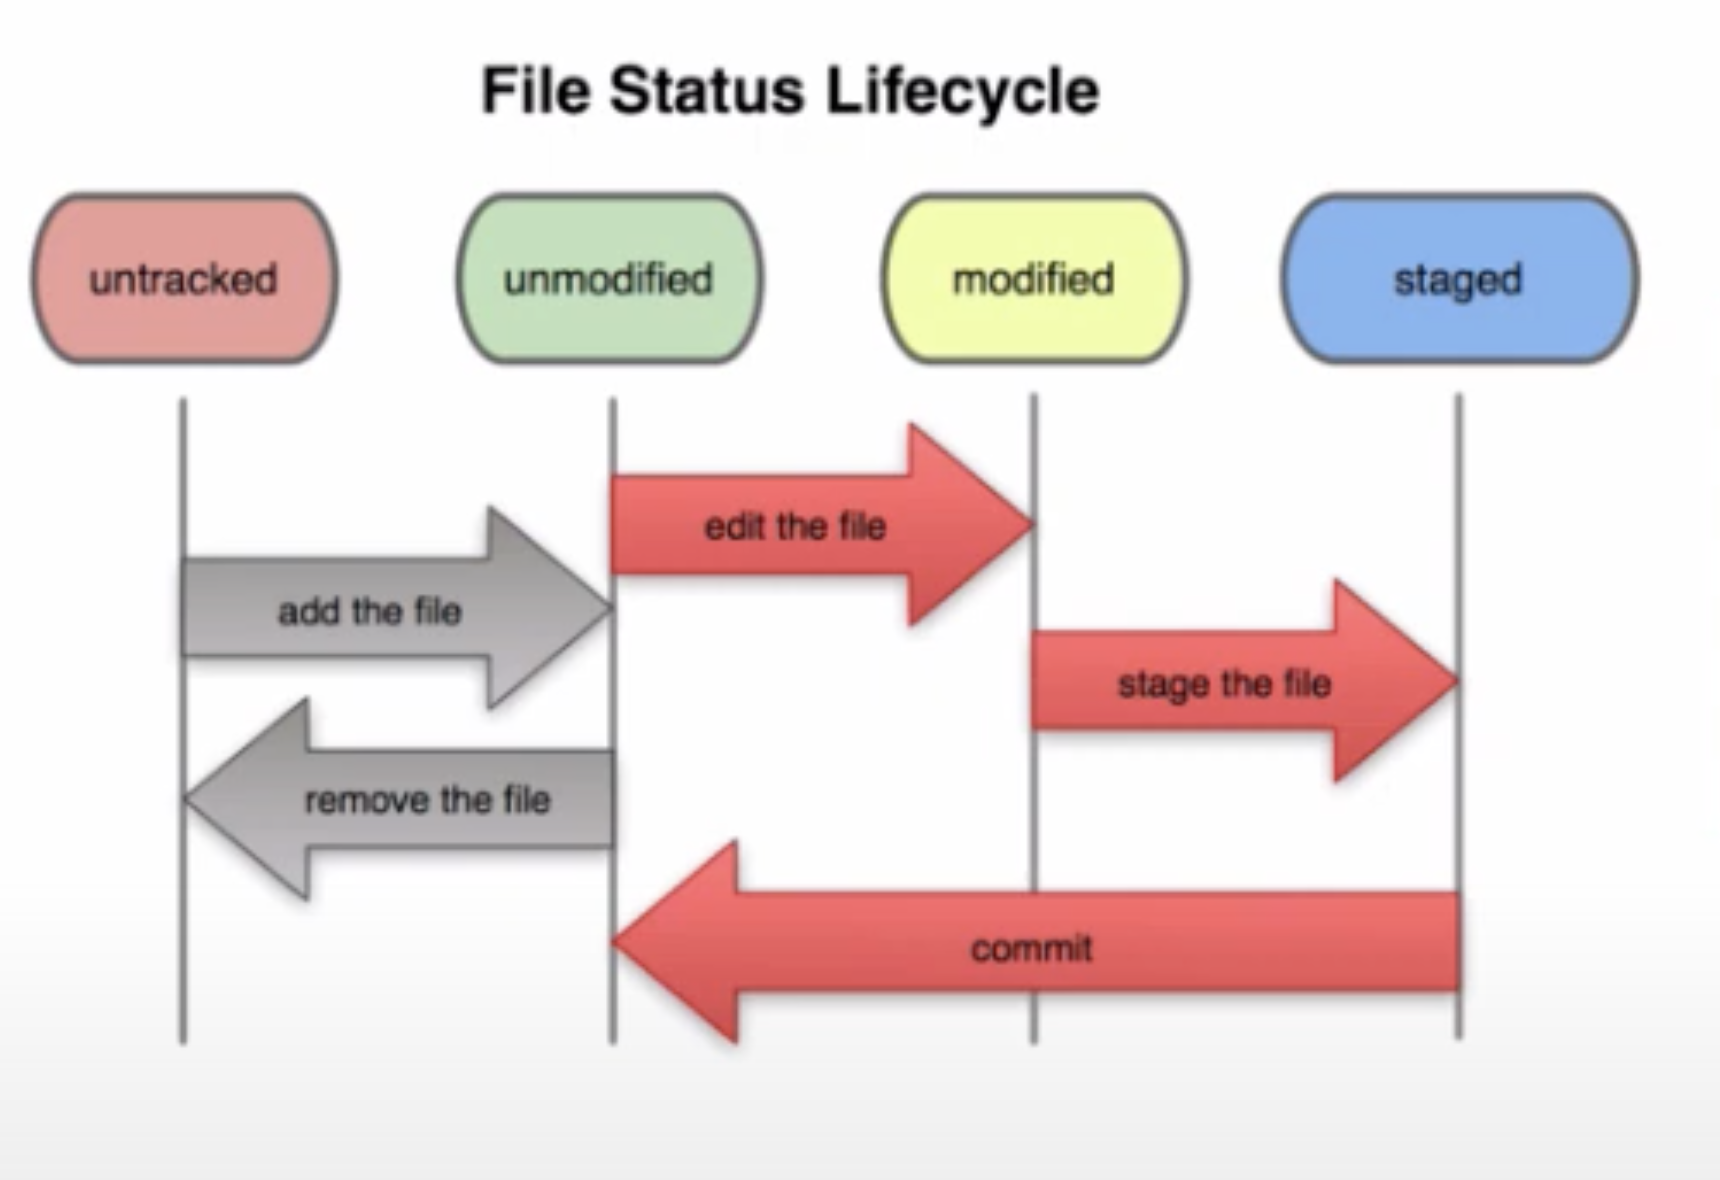 File Status Lifecycle
untracked
unmodified
modified
staged
edit the file
add the file
stage the file
remove the file
commit